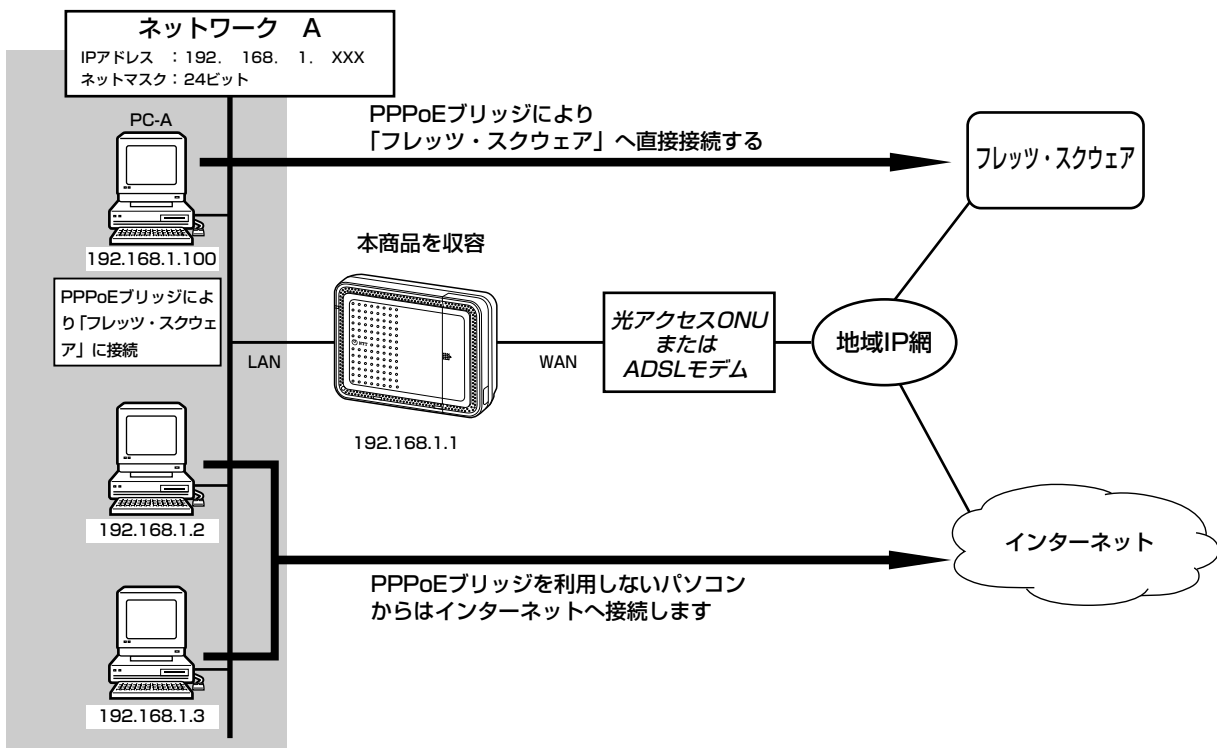 ネットワーク　A
IPアドレス　：192.　168.　1.　XXX
ネットマスク：24ビット
PC-A
PPPoEブリッジにより
「フレッツ・スクウェア」へ直接接続する
フレッツ・スクウェア
192.168.1.100
本商品を収容
PPPoEブリッジによ
り「フレッツ・スクウェ
ア」に接続
LAN
NTT
WAN
光アクセスONU
または
ADSLモデム
地域IP網
192.168.1.1
192.168.1.2
インターネット
PPPoEブリッジを利用しないパソコン
からはインターネットへ接続します
192.168.1.3